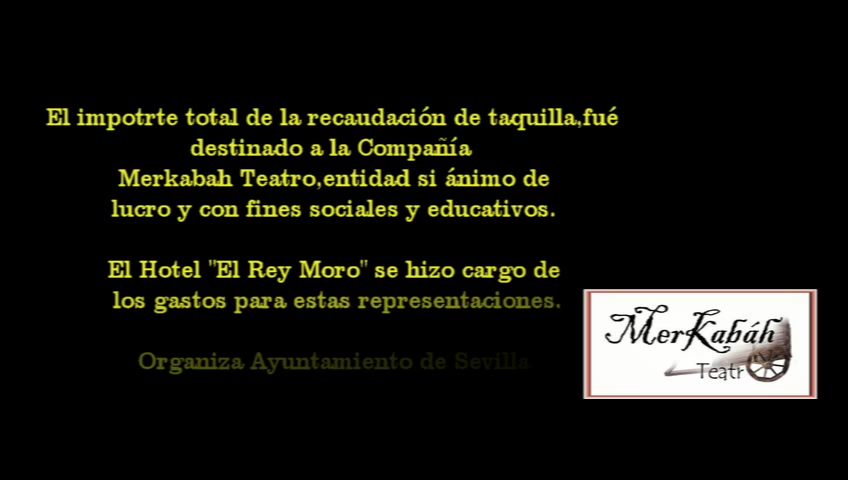 El impotrte total de la recaudación de taquilla,fué
destinado a la Compañía
Merkabah Teatro,entidad si ánimo de
lucro y con fines sociales y educativos.
El Hotel "El Rey Moro" se hizo cargo de
los gastos para estas representaciones.
Organiza Ayuntamiento de Sevilla
MerKabáh
Teatr